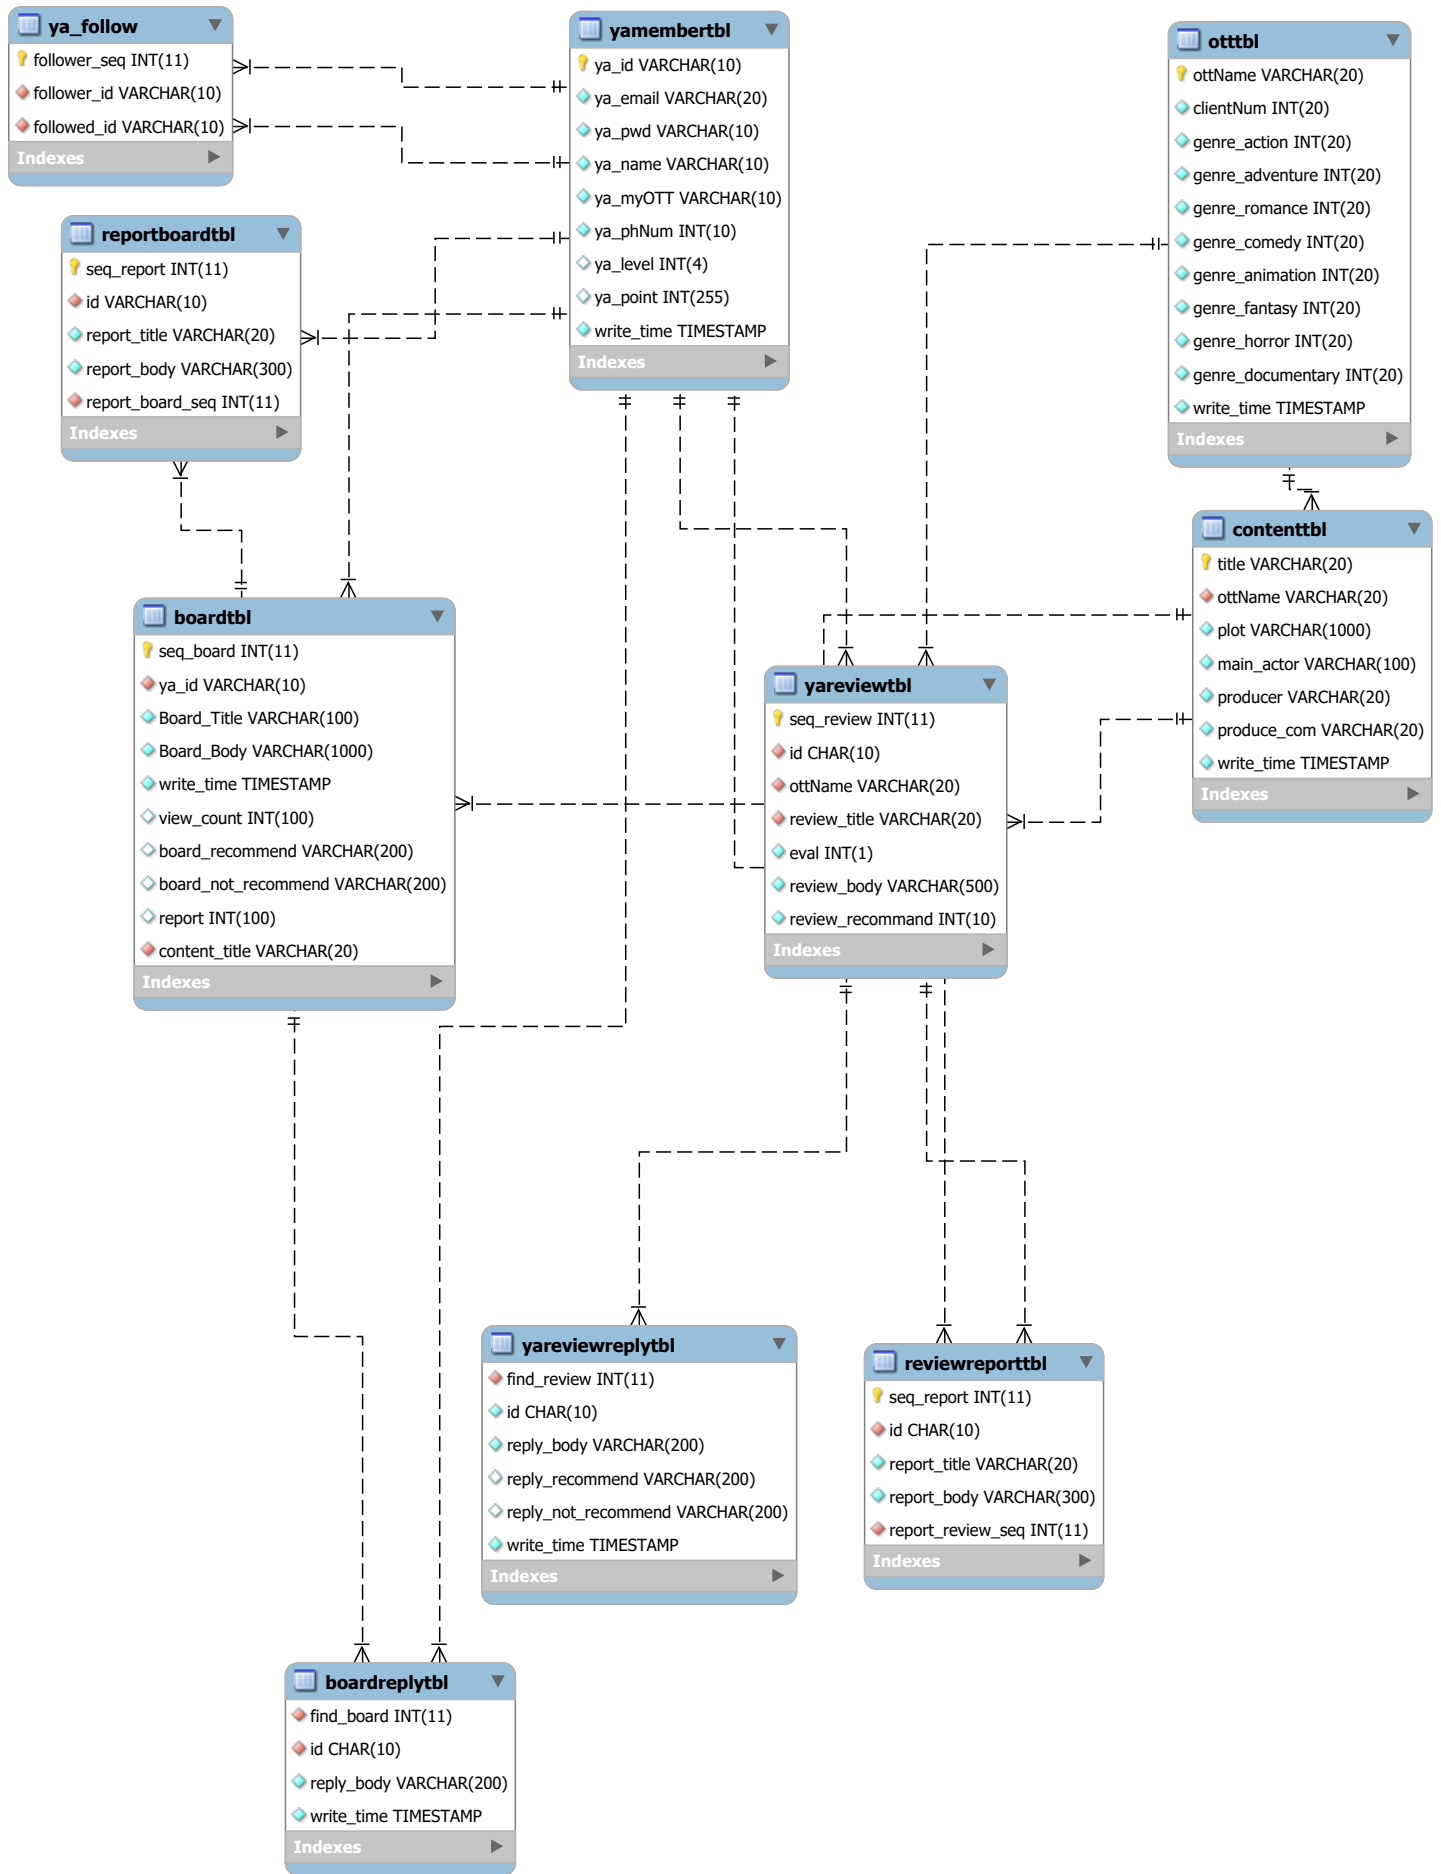 ya_follow
follower_seq INT(11)
follower_id VARCHAR(10)
followed_id VARCHAR(10)
Indexes
yamembertbl
ya_id VARCHAR(10)
ya_email VARCHAR(20)
ya_pwd VARCHAR(10)
ya_name VARCHAR(10)
ya_myOTT VARCHAR(10)
ya_phNum INT(10)
ya_level INT(4)
ya_point INT(255)
write_time TIMESTAMP
Indexes
otttbl
ottName VARCHAR(20)
clientNum INT(20)
genre_action INT(20)
genre_adventure INT(20)
genre_romance INT(20)
genre_comedy INT(20)
genre_animation INT(20)
genre_fantasy INT(20)
genre_horror INT(20)
genre_documentary INT(20)
write_time TIMESTAMP
Indexes
reportboardtbl
seq_report INT(11)
id VARCHAR(10)
report_title VARCHAR(20)
report_body VARCHAR(300)
report_board_seq INT(11)
Indexes
contenttbl
title VARCHAR(20)
ottName VARCHAR(20)
plot VARCHAR(1000)
main_actor VARCHAR(100)
producer VARCHAR(20)
produce_com VARCHAR(20)
write_time TIMESTAMP
Indexes
boardtbl
seq_board INT(11)
ya_id VARCHAR(10)
Board_Title VARCHAR(100)
Board_Body VARCHAR(1000)
write_time TIMESTAMP
view_count INT(100)
board_recommend VARCHAR(200)
board_not_recommend VARCHAR(200)
report INT(100)
content_title VARCHAR(20)
Indexes
yareviewtbl
seq_review INT(11)
id CHAR(10)
ottName VARCHAR(20)
review_title VARCHAR(20)
eval INT(1)
review_body VARCHAR(500)
review_recommand INT(10)
Indexes
yareviewreplytbl
find_review INT(11)
id CHAR(10)
reply_body VARCHAR(200)
reply_recommend VARCHAR(200)
reply_not_recommend VARCHAR(200)
write_time TIMESTAMP
Indexes
reviewreporttbl
seq_report INT(11)
id CHAR(10)
report_title VARCHAR(20)
report_body VARCHAR(300)
report_review_seq INT(11)
Indexes
boardreplytbl
find_board INT(11)
id CHAR(10)
reply_body VARCHAR(200)
write_time TIMESTAMP
Indexes